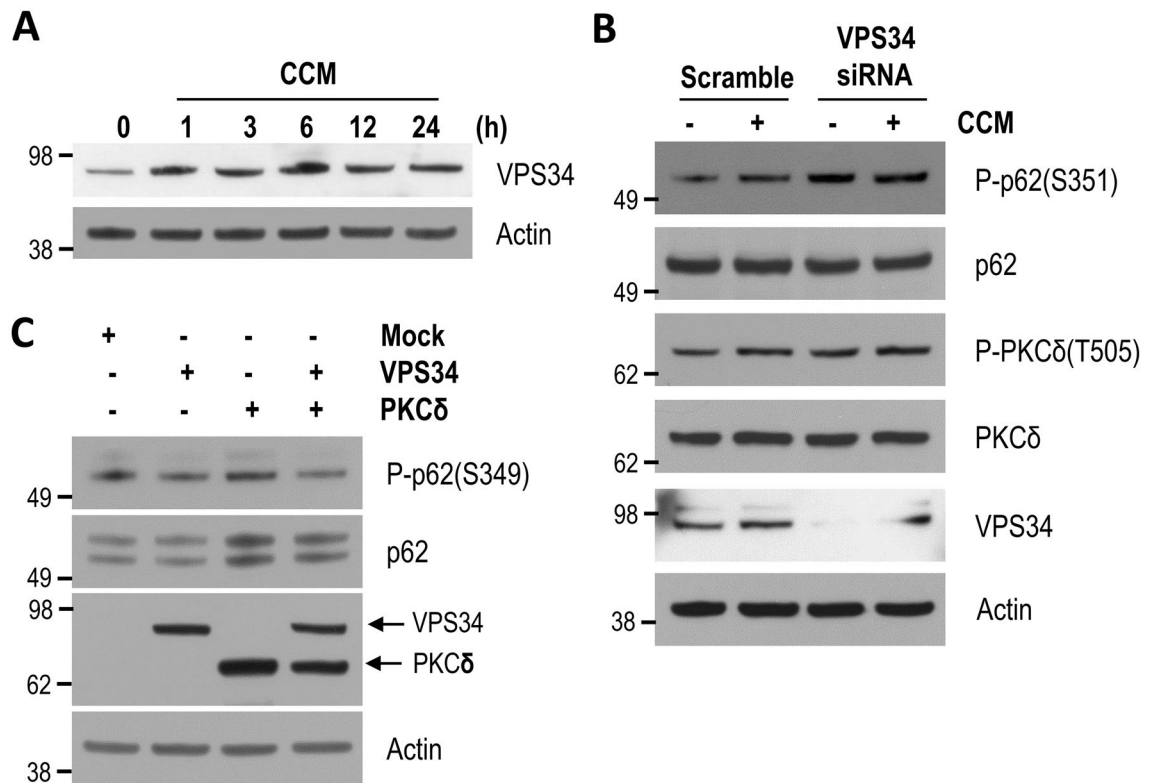 A
CCM
0 1 3 6 12 24 (h)
98
VPS34
Actin
38
B
Scramble
VPS34
siRNA
- + - + CCM
P-p62(S351)
49
p62
49
P-PKCδ(T505)
62
PKCδ
62
98
VPS34
Actin
38
C
+ - - - Mock
- + - + VPS34
- - + + PKCδ
P-p62(S349)
49
p62
49
98
VPS34
PKCδ
62
Actin
38